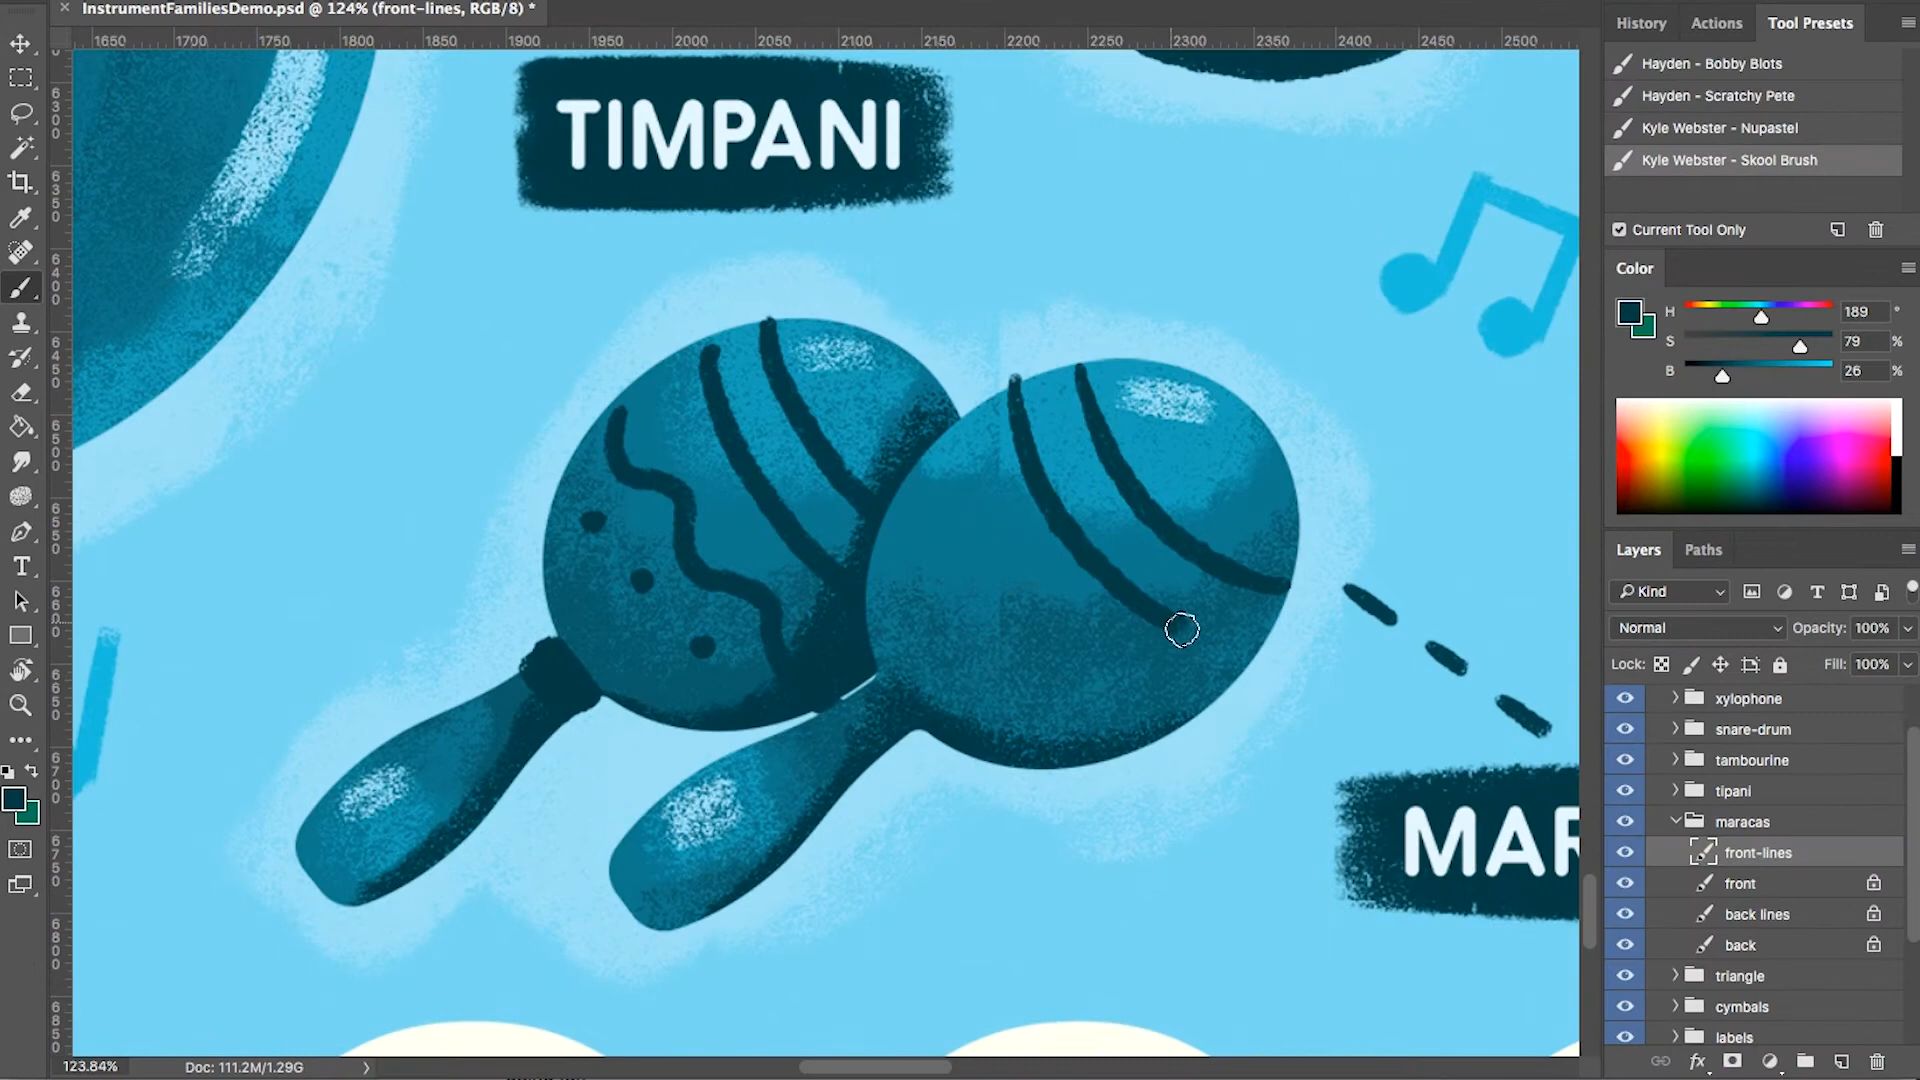 InstrumentFamiliesDemo.psd @ 124% (front-lines, RGB/8) *
1650 1700 1750 1800 1850 1900 1950 2000 2050 2100 2150 2200 2250 2300 2350 2400 2450 2500
TIMPANI
MAR
History Actions Tool Presets
Hayden - Bobby Blots
Hayden - Scratchy Pete
Kyle Webster - Nupastel
Kyle Webster - Skool Brush
Current Tool Only
Color
H 189 °
S 79 %
B 26 %
Layers Paths
Kind
Normal Opacity: 100%
Lock: Fill: 100%
xylophone
snare-drum
tambourine
tipani
maracas
front-lines
front
back lines
back
triangle
cymbals
labels
fx
123.84% Doc: 111.2M/1.29G